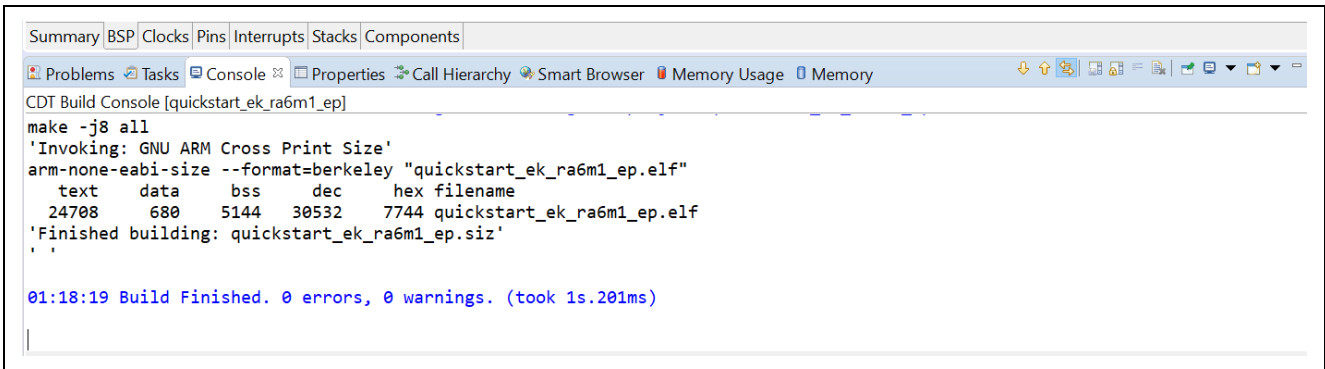 Summary BSP Clocks Pins Interrupts Stacks Components
Problems Tasks Console Properties Call Hierarchy Smart Browser Memory Usage Memory
CDT Build Console [quickstart_ek_ra6m1_ep]
make -j8 all
'Invoking: GNU ARM Cross Print Size'
arm-none-eabi-size --format=berkeley "quickstart_ek_ra6m1_ep.elf"
   text    data     bss     dec     hex filename
  24708     680    5144   30532    7744 quickstart_ek_ra6m1_ep.elf
'Finished building: quickstart_ek_ra6m1_ep.siz'
' '
01:18:19 Build Finished. 0 errors, 0 warnings. (took 1s.201ms)